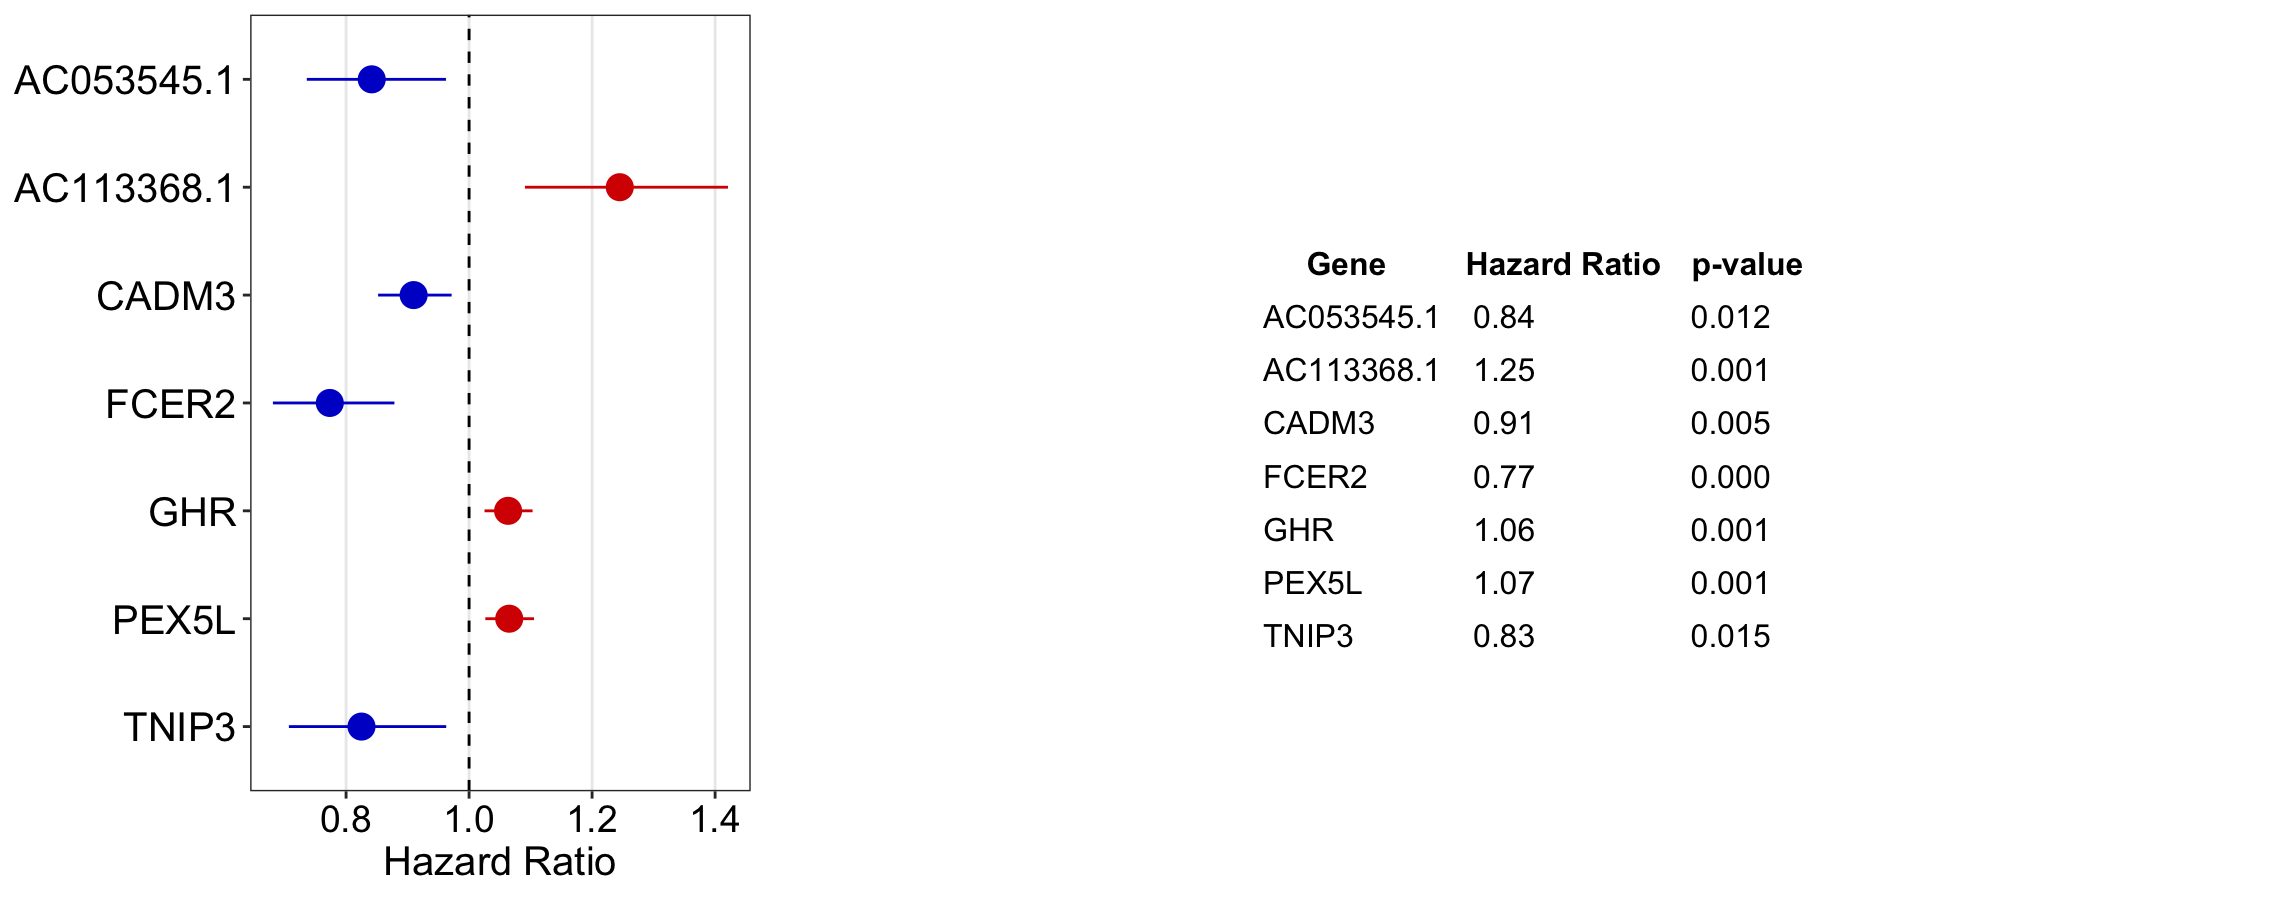 AC053545.1
AC113368.1
CADM3
FCER2
GHR
PEX5L
TNIP3
0.8 1.0 1.2 1.4
Hazard Ratio
Gene Hazard Ratio p-value
AC053545.1 0.84 0.012
AC113368.1 1.25 0.001
CADM3 0.91 0.005
FCER2 0.77 0.000
GHR 1.06 0.001
PEX5L 1.07 0.001
TNIP3 0.83 0.015